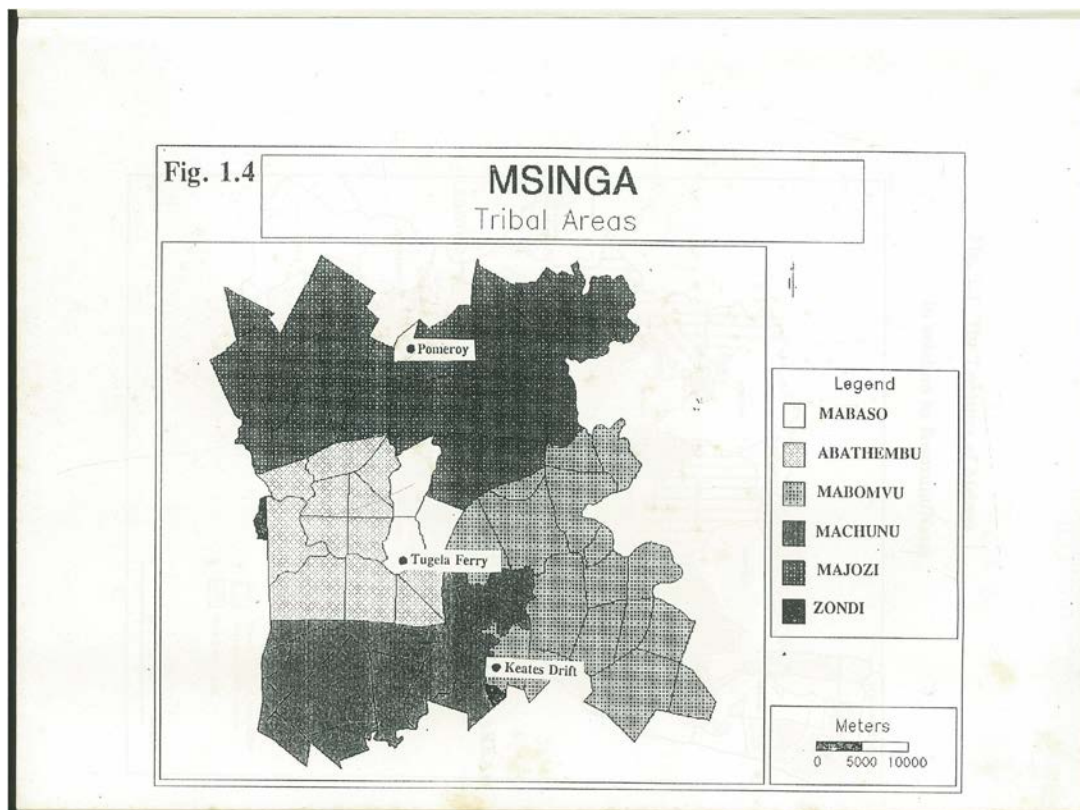 Fig. 1.4
MSINGA
Tribal Areas
Pomeroy
Tugela Ferry
Keates Drift
Legend
MABASO
ABATHEMBU
MABOMVU
MACHUNU
MAJOZI
ZONDI
Meters
0 5000 10000